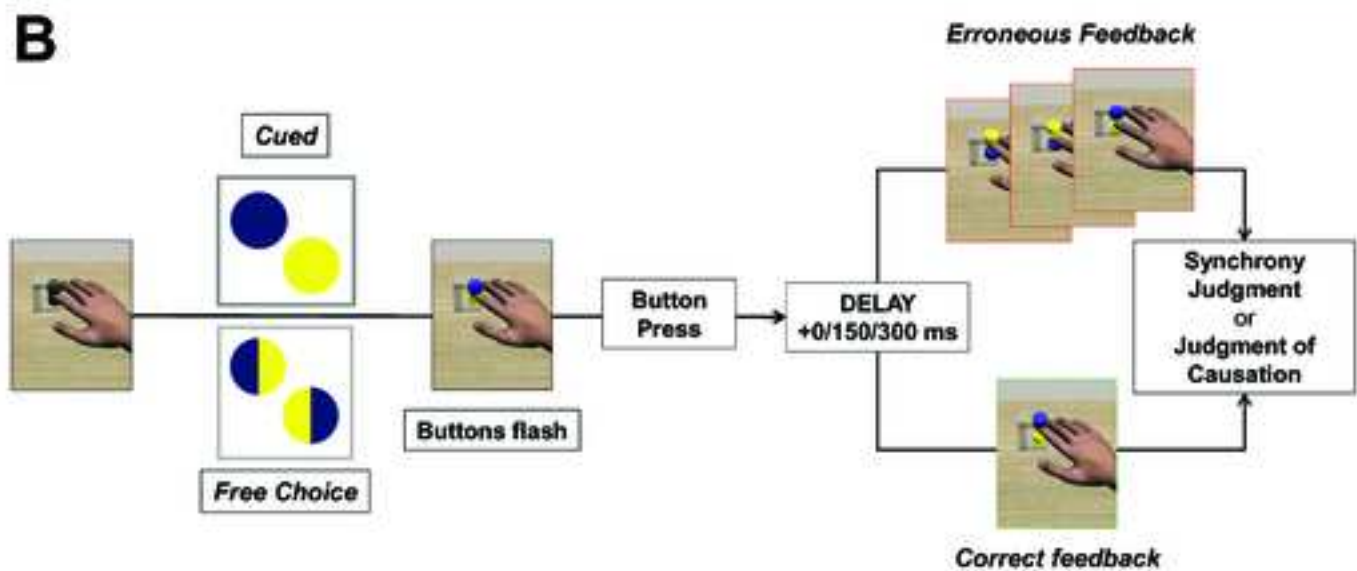 B
Erroneous Feedback
Cued
Button
Press
DELAY
+0/150/300 ms
Synchrony
Judgment
or
Judgment of
Causation
Buttons flash
Free Choice
Correct feedback